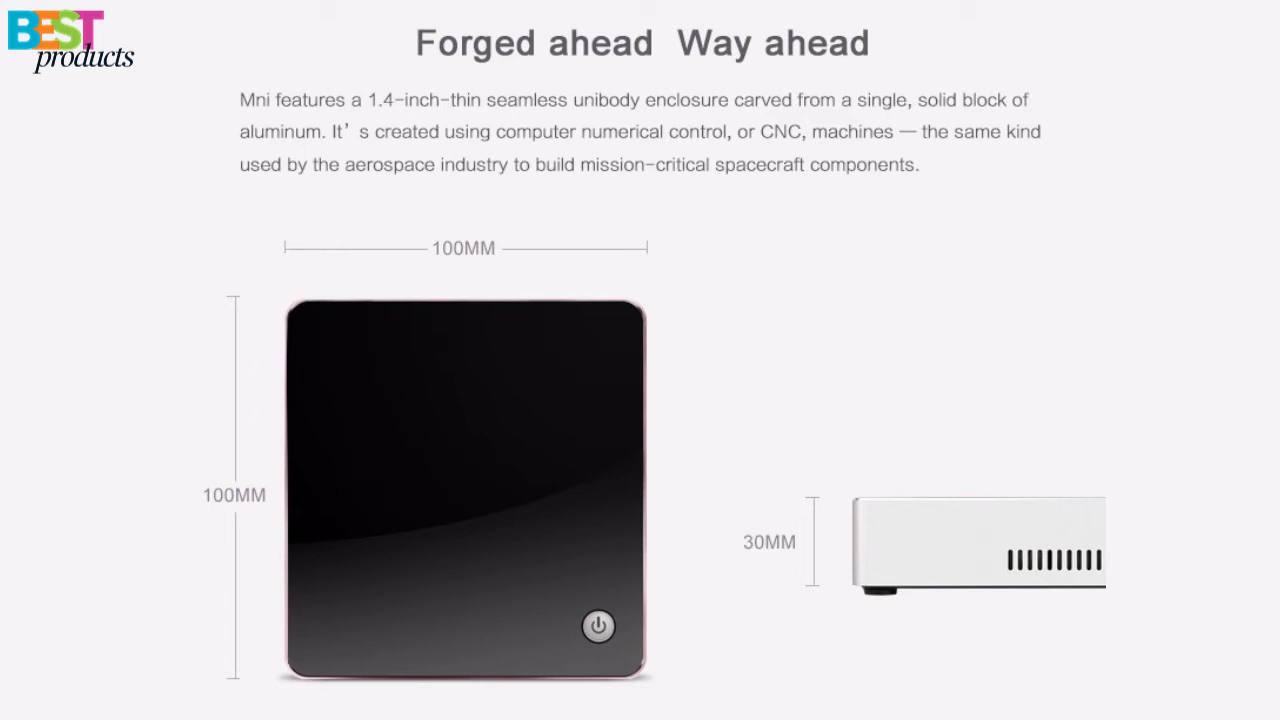 BEST
products
Forged ahead Way ahead
Mni features a 1.4-inch-thin seamless unibody enclosure carved from a single, solid block of
aluminum. It’ s created using computer numerical control, or CNC, machines — the same kind
used by the aerospace industry to build mission-critical spacecraft components.
100MM
100MM
30MM